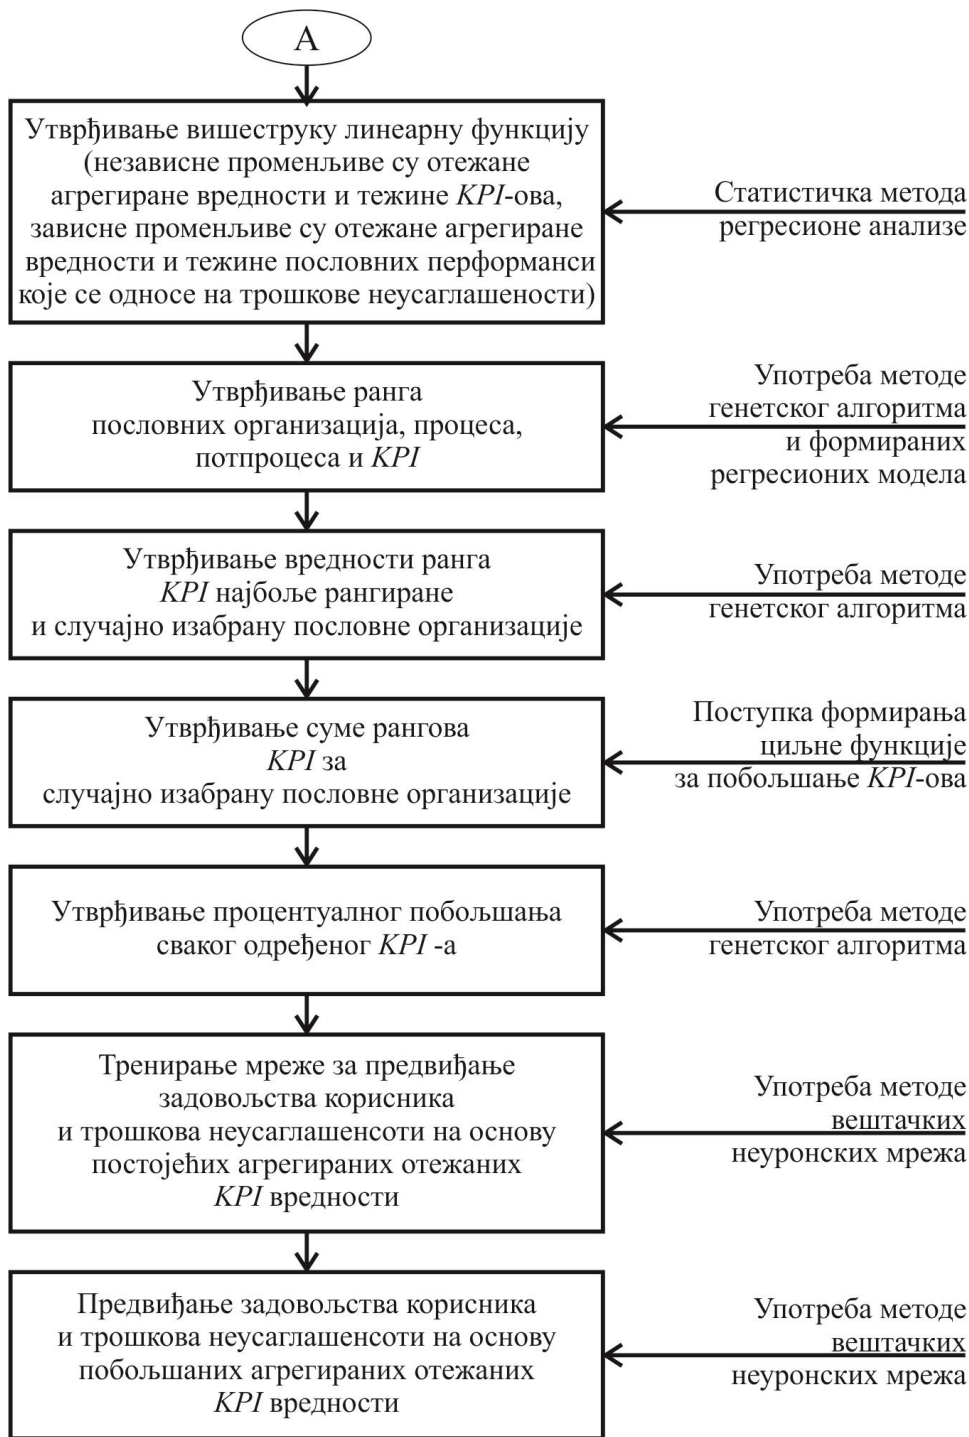 А
Утврђивање вишеструку линеарну функцију
(независне променљиве су отежане
агрегиране вредности и тежине KPI-ова,
зависне променљиве су отежане агрегиране
вредности и тежине пословних перформанси
које се односе на трошкове неусаглашености)
Статистичка метода
регресионе анализе
Утврђивање ранга
пословних организација, процеса,
потпроцеса и KPI
Употреба методе
генетског алгоритма
и формираних
регресионих модела
Утврђивање вредности ранга
KPI најбоље рангиране
и случајно изабрану пословне организације
Употреба методе
генетског алгоритма
Утврђивање суме рангова
KPI за
случајно изабрану пословне организације
Поступка формирања
циљне функције
за побољшање KPI-ова
Утврђивање процентуалног побољшања
сваког одређеног KPI -а
Употреба методе
генетског алгоритма
Тренирање мреже за предвиђање
задовољства корисника
и трошкова неусаглашенсоти на основу
постојећих агрегираних отежаних
KPI вредности
Употреба методе
вештачких
неуронских мрежа
Предвиђање задовољства корисника
и трошкова неусаглашенсоти на основу
побољшаних агрегираних отежаних
KPI вредности
Употреба методе
вештачких
неуронских мрежа